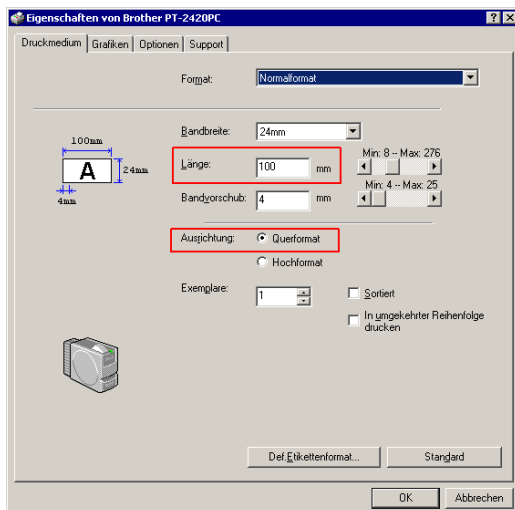 Eigenschaften von Brother PT-2420PC
Druckmedium Grafiken Optionen Support
Format: Normalformat
Bandbreite: 24mm
100mm
A
24mm
4mm
Länge: 100 mm
Min: 8 -- Max: 276
Bandvorschub: 4 mm
Min: 4 -- Max: 25
Ausrichtung: Querformat
Hochformat
Exemplare: 1
Sortiert
In umgekehrter Reihenfolge
drucken
Def.Etikettenformat... Standard
OK Abbrechen